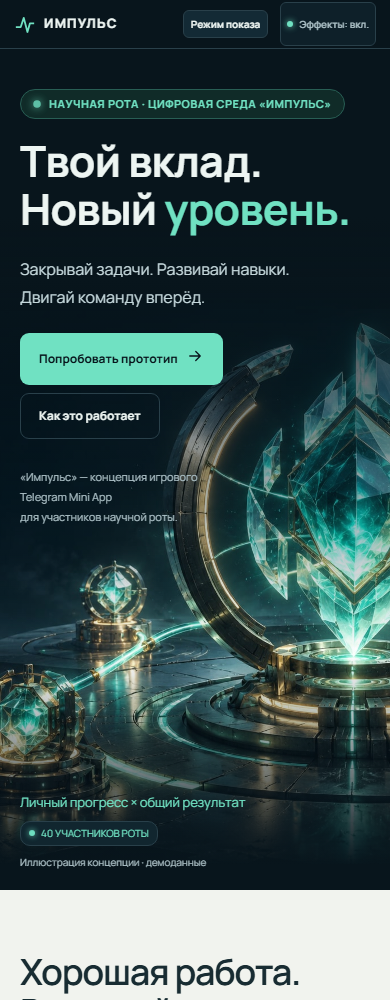 ИМПУЛЬС
Режим показа
Эффекты: вкл.
НАУЧНАЯ РОТА · ЦИФРОВАЯ СРЕДА «ИМПУЛЬС»
Твой вклад.
Новый уровень.
Закрывай задачи. Развивай навыки.
Двигай команду вперёд.
Попробовать прототип →
Как это работает
«Импульс» — концепция игрового
Telegram Mini App
для участников научной роты.
Личный прогресс × общий результат
40 УЧАСТНИКОВ РОТЫ
Иллюстрация концепции · демоданные
Хорошая работа.